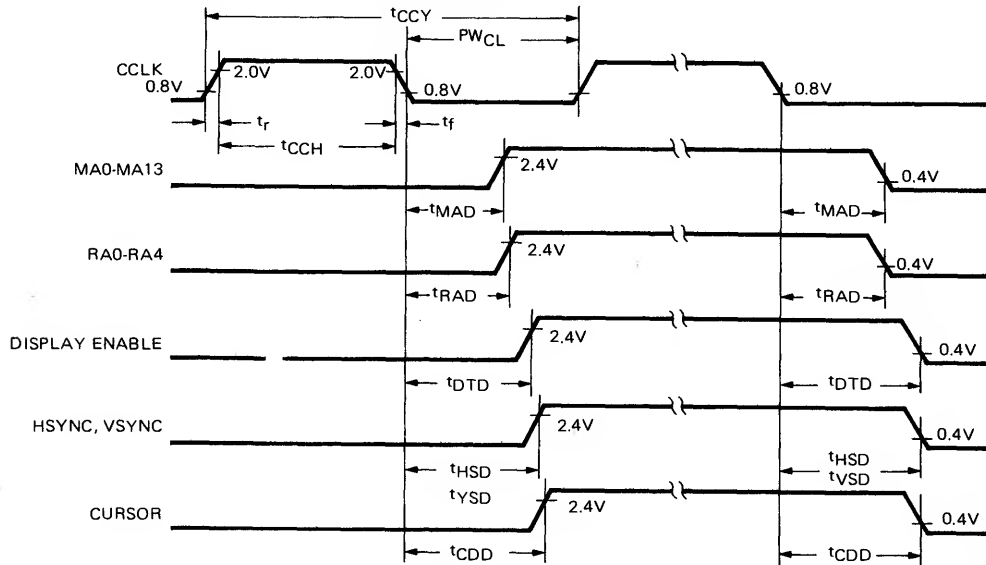 tCCY
PWCL
CCLK
0.8V
2.0V
2.0V
0.8V
0.8V
tr
tf
tCCH
MA0-MA13
2.4V
0.4V
tMAD
tMAD
RA0-RA4
2.4V
0.4V
tRAD
tRAD
DISPLAY ENABLE
2.4V
0.4V
tDTD
tDTD
HSYNC, VSYNC
2.4V
0.4V
tHSD
tHSD
tYSD
tVSD
CURSOR
2.4V
0.4V
tCDD
tCDD